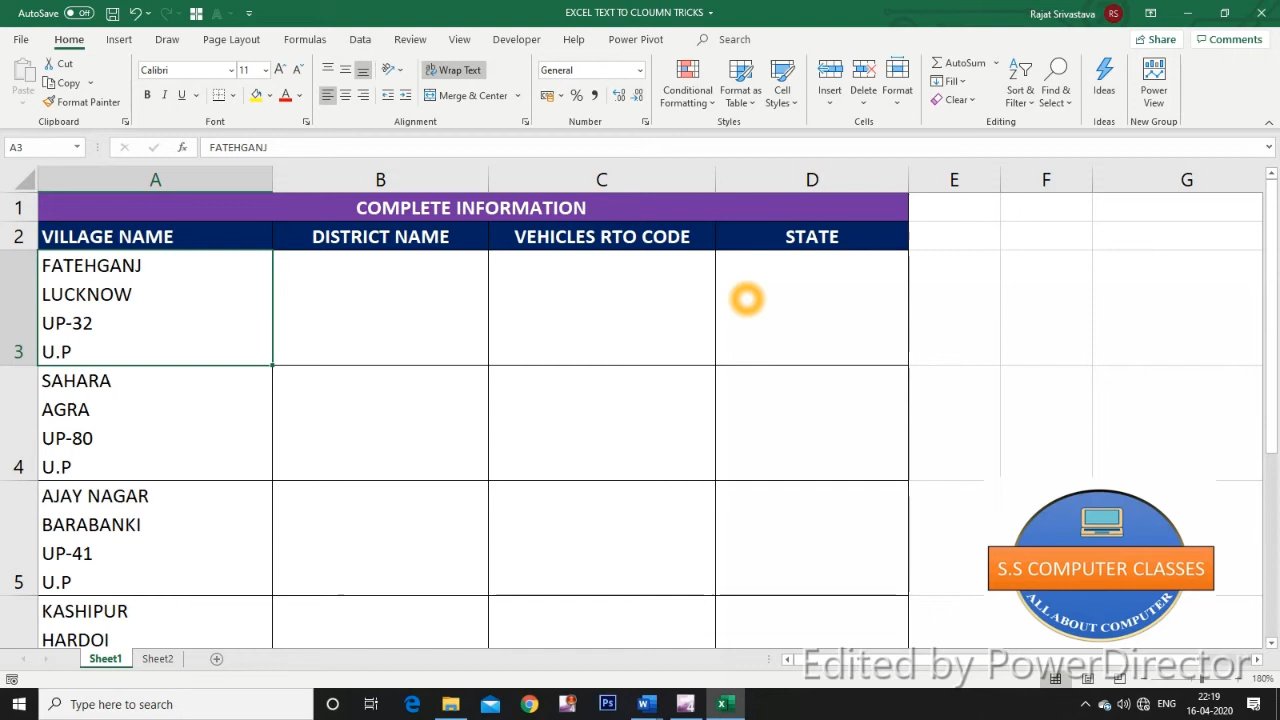 AutoSave Off
EXCEL TEXT TO CLOUMN TRICKS
Rajat Srivastava RS
File Home Insert Draw Page Layout Formulas Data Review View Developer Help Power Pivot Search Share Comments
Cut
Copy
Format Painter
Paste
Clipboard
Calibri 11
B I U
Font
Wrap Text
Merge & Center
Alignment
General
Number
Conditional Formatting
Format as Table
Cell Styles
Styles
Insert Delete Format
Cells
AutoSum
Fill
Clear
Sort & Filter
Find & Select
Editing
Ideas
Ideas
Power View
New Group
A3 fx FATEHGANJ
A B C D E F G
1 COMPLETE INFORMATION
2 VILLAGE NAME DISTRICT NAME VEHICLES RTO CODE STATE
FATEHGANJ
LUCKNOW
UP-32
3 U.P
SAHARA
AGRA
UP-80
4 U.P
AJAY NAGAR
BARABANKI
UP-41
5 U.P
KASHIPUR
HARDOI
S.S COMPUTER CLASSES
ALL ABOUT COMPUTER
Sheet1 Sheet2
Edited by PowerDirector
180%
Type here to search
ENG
22:19
16-04-2020